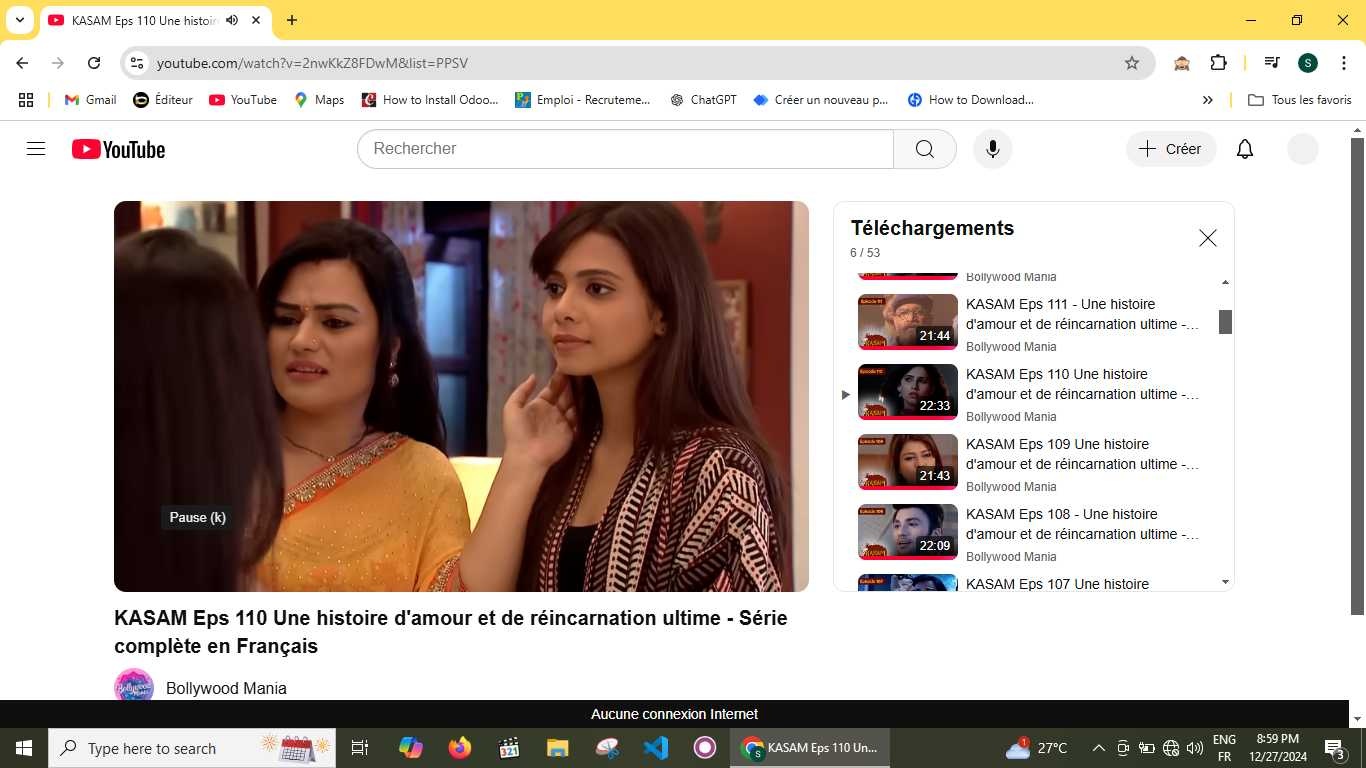 KASAM Eps 110 Une histoir
youtube.com/watch?v=2nwKkZ8FDwM&list=PPSV
S
Gmail
Éditeur
YouTube
Maps
How to Install Odoo...
Emploi - Recruteme...
ChatGPT
Créer un nouveau p...
How to Download...
Tous les favoris
YouTube
Rechercher
Créer
Téléchargements
6 / 53
Bollywood Mania
KASAM Eps 111 - Une histoire
d'amour et de réincarnation ultime -...
21:44
Bollywood Mania
KASAM Eps 110 Une histoire
d'amour et de réincarnation ultime -...
22:33
Bollywood Mania
KASAM Eps 109 Une histoire
d'amour et de réincarnation ultime -...
21:43
Bollywood Mania
KASAM Eps 108 - Une histoire
d'amour et de réincarnation ultime -...
22:09
Bollywood Mania
KASAM Eps 107 Une histoire
Pause (k)
KASAM Eps 110 Une histoire d'amour et de réincarnation ultime - Série
complète en Français
Bollywood Mania
Aucune connexion Internet
Type here to search
KASAM Eps 110 Un...
27°C
ENG
FR
8:59 PM
12/27/2024
3